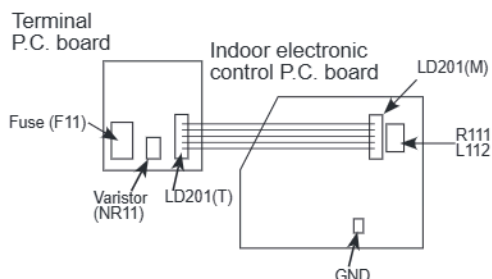 Terminal
P.C. board
Indoor electronic
control P.C. board
LD201(M)
Fuse (F11)
R111
L112
Varistor
(NR11)
LD201(T)
GND